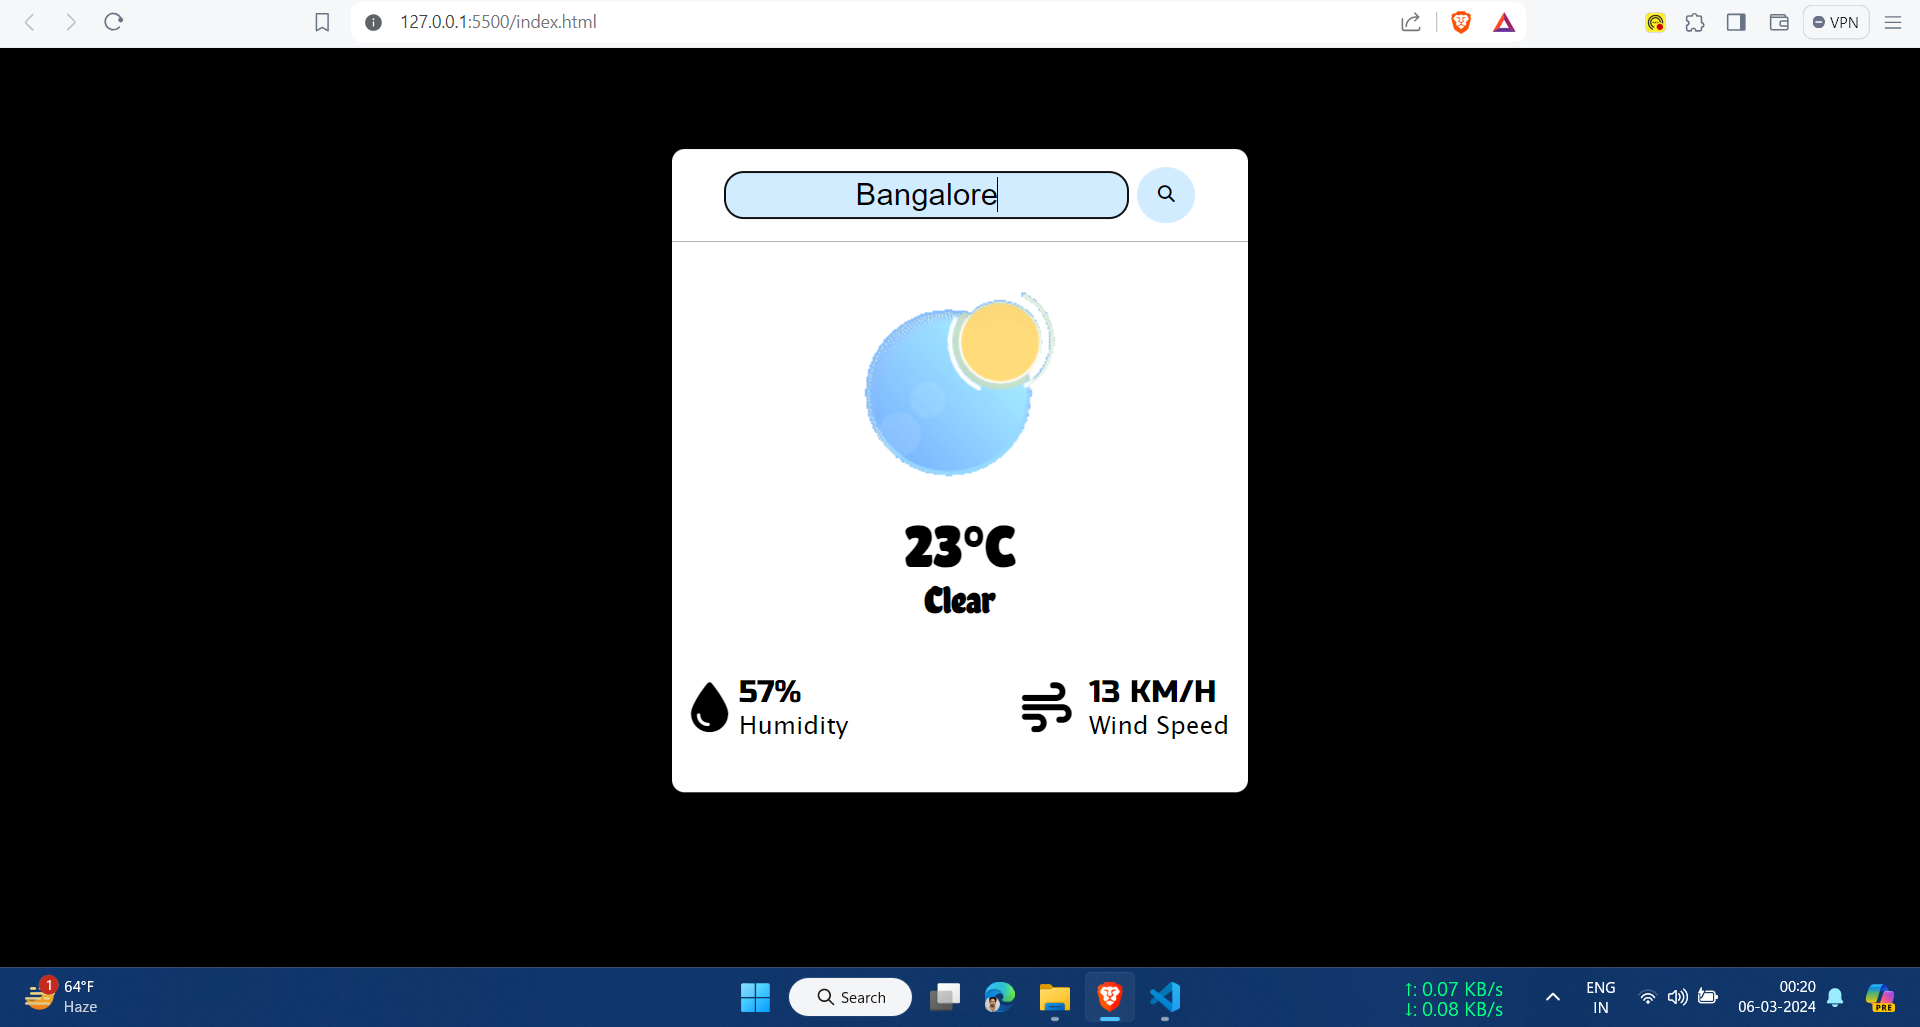 127.0.0.1:5500/index.html
VPN
Bangalore
23°C
Clear
57%
Humidity
13 KM/H
Wind Speed
1
64°F
Haze
Search
↑: 0.07 KB/s
↓: 0.08 KB/s
ENG
IN
00:20
06-03-2024
PRE